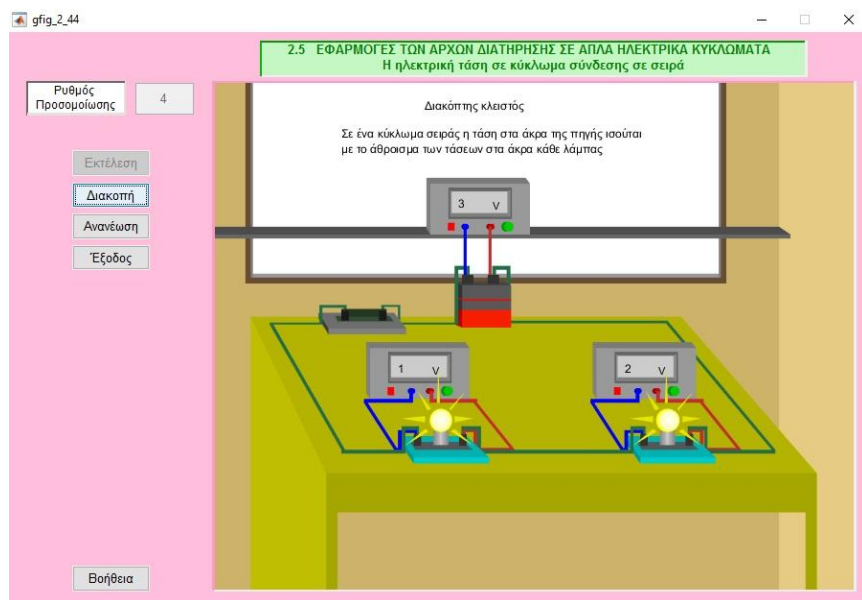 gfig_2_44
2.5 ΕΦΑΡΜΟΓΕΣ ΤΩΝ ΑΡΧΩΝ ΔΙΑΤΗΡΗΣΗΣ ΣΕ ΑΠΛΑ ΗΛΕΚΤΡΙΚΑ ΚΥΚΛΩΜΑΤΑ
Η ηλεκτρική τάση σε κύκλωμα σύνδεσης σε σειρά
Ρυθμός
Προσομοίωσης
4
Εκτέλεση
Διακοπή
Ανανέωση
Έξοδος
Διακόπτης κλειστός
Σε ένα κύκλωμα σειράς η τάση στα άκρα της πηγής ισούται
με το άθροισμα των τάσεων στα άκρα κάθε λάμπας
3 V
1 V
2 V
Βοήθεια